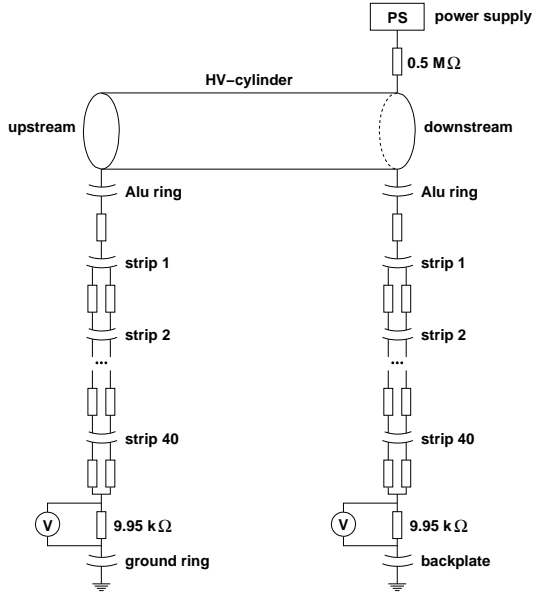 PS power supply
0.5 MΩ
HV–cylinder
upstream downstream
Alu ring Alu ring
strip 1 strip 1
strip 2 strip 2
... ...
strip 40 strip 40
V 9.95 kΩ V 9.95 kΩ
ground ring backplate